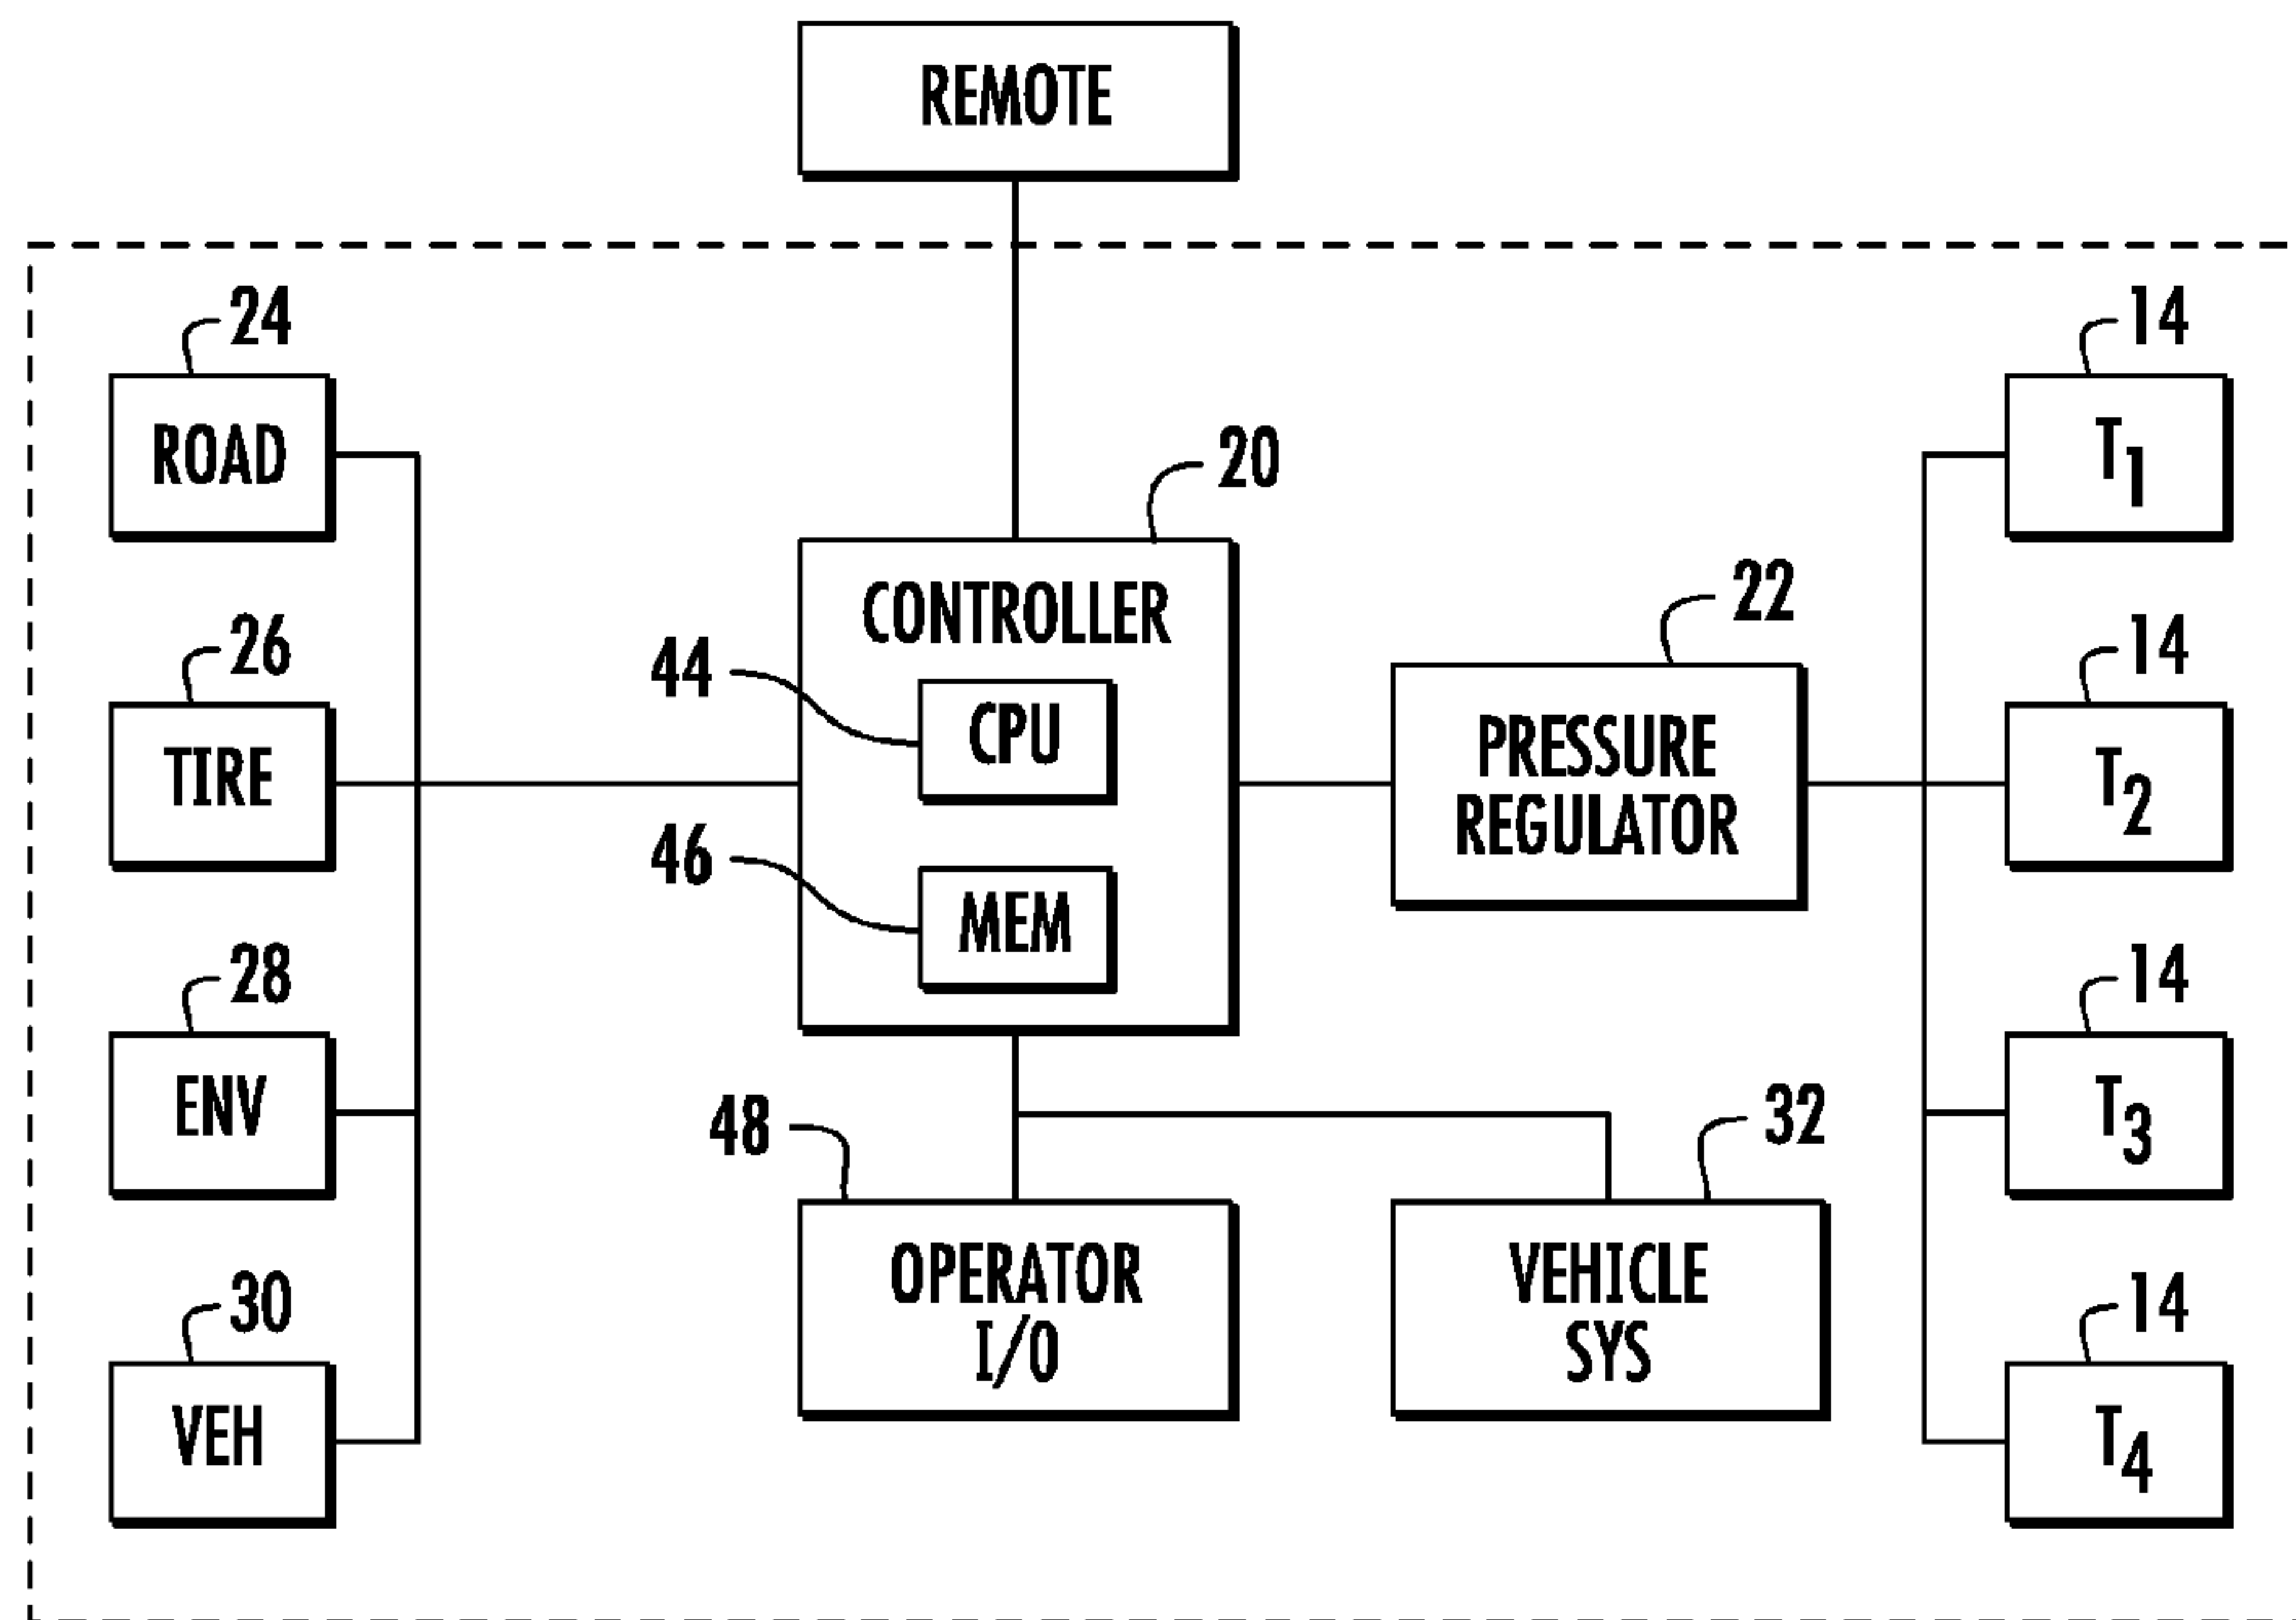 REMOTE
24
14
ROAD
T1
20
CONTROLLER
22
26
14
44
CPU
TIRE
PRESSURE
REGULATOR
T2
46
MEM
28
14
ENV
T3
48
32
OPERATOR
I/O
VEHICLE
SYS
30
14
VEH
T4